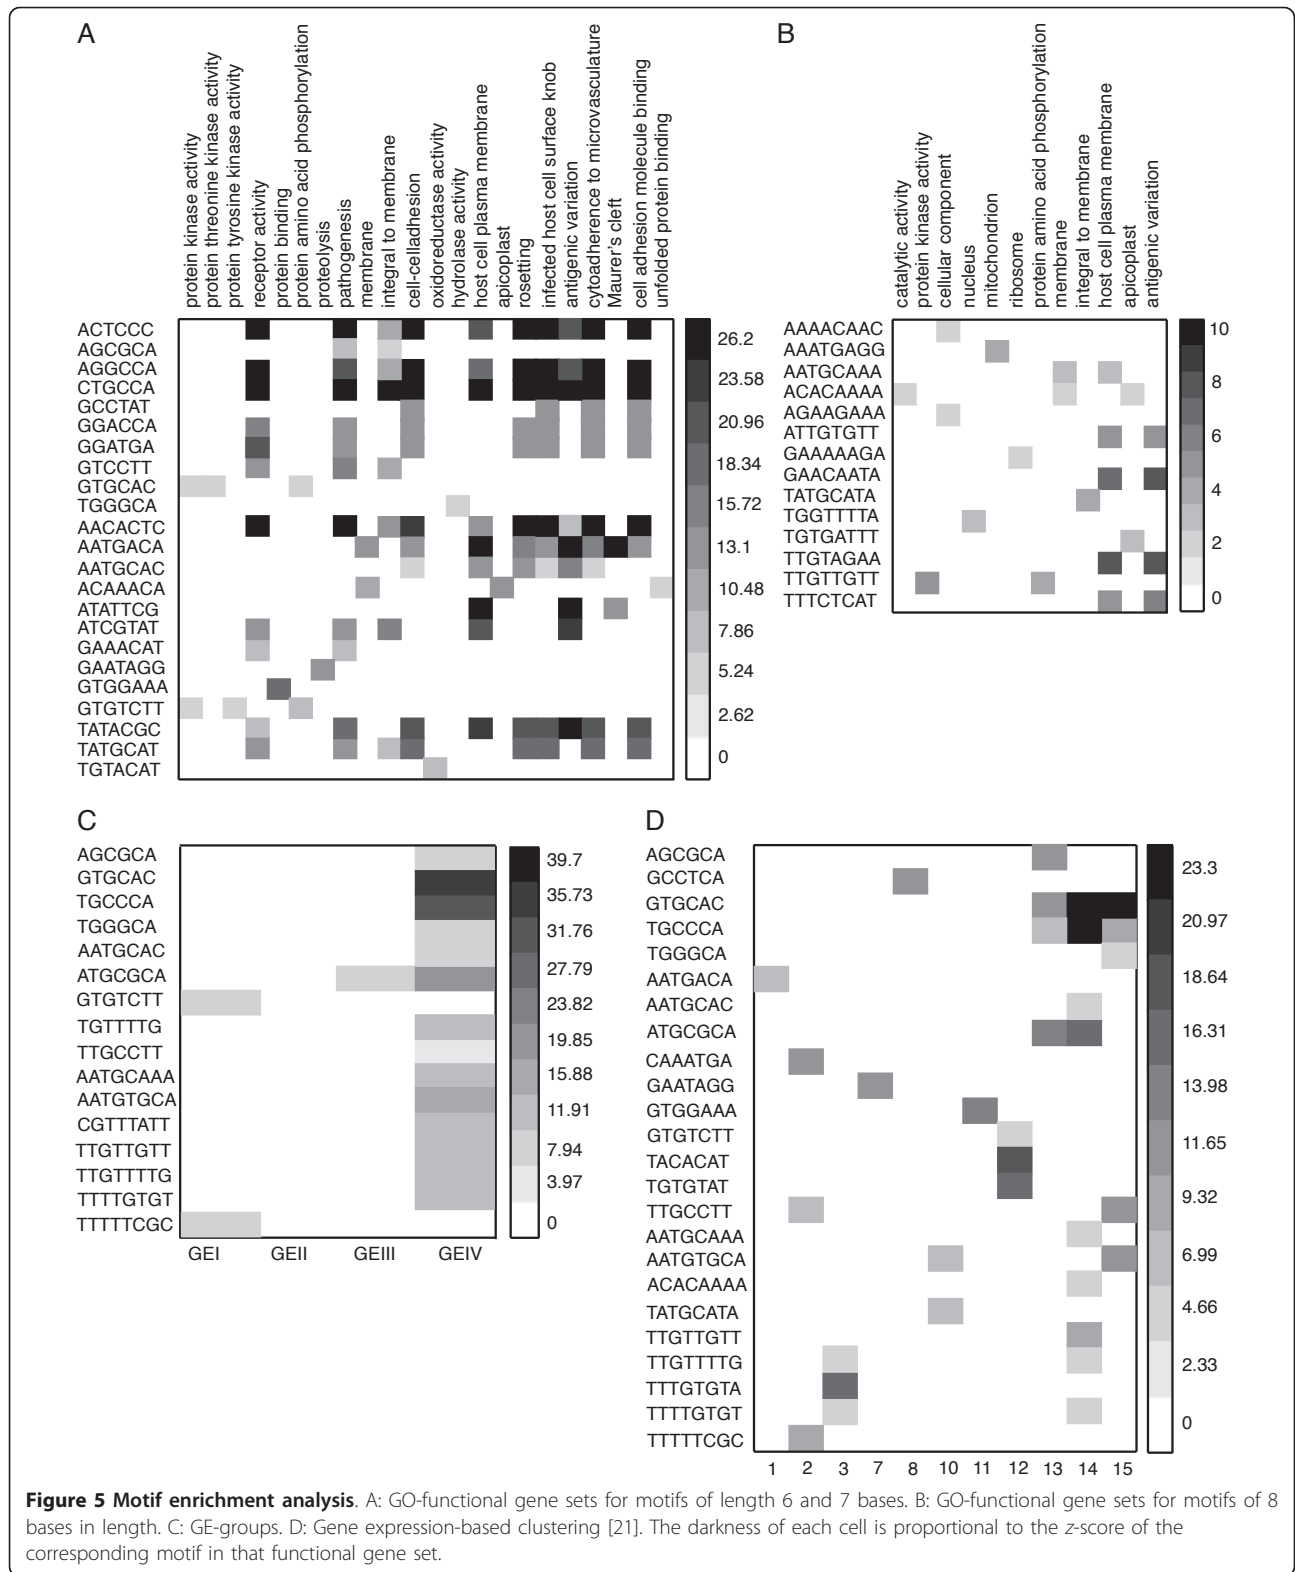 A
protein kinase activity
protein threonine kinase activity
protein tyrosine kinase activity
receptor activity
protein binding
protein amino acid phosphorylation
proteolysis
pathogenesis
membrane
integral to membrane
cell-celladhesion
oxidoreductase activity
hydrolase activity
host cell plasma membrane
apicoplast
rosetting
infected host cell surface knob
antigenic variation
cytoadherence to microvasculature
Maurer's cleft
cell adhesion molecule binding
unfolded protein binding
ACTCCC
AGCGCA
AGGCCA
CTGCCA
GCCTAT
GGACCA
GGATGA
GTCCTT
GTGCAC
TGGGCA
AACACTC
AATGACA
AATGCAC
ACAAACA
ATATTCG
ATCGTAT
GAAACAT
GAATAGG
GTGGAAA
GTGTCTT
TATACGC
TATGCAT
TGTACAT
26.2
23.58
20.96
18.34
15.72
13.1
10.48
7.86
5.24
2.62
0
B
catalytic activity
protein kinase activity
cellular component
nucleus
mitochondrion
ribosome
protein amino acid phosphorylation
membrane
integral to membrane
host cell plasma membrane
apicoplast
antigenic variation
AAAACAAC
AAATGAGG
AATGCAAA
ACACAAAA
AGAAGAAA
ATTGTGTT
GAAAAAGA
GAACAATA
TATGCATA
TGGTTTTA
TGTGATTT
TTGTAGAA
TTGTTGTT
TTTCTCAT
10
8
6
4
2
0
C
AGCGCA
GTGCAC
TGCCCA
TGGGCA
AATGCAC
ATGCGCA
GTGTCTT
TGTTTTG
TTGCCTT
AATGCAAA
AATGTGCA
CGTTTATT
TTGTTGTT
TTGTTTTG
TTTTGTGT
TTTTTCGC
GEI GEII GEIII GEIV
39.7
35.73
31.76
27.79
23.82
19.85
15.88
11.91
7.94
3.97
0
D
AGCGCA
GCCTCA
GTGCAC
TGCCCA
TGGGCA
AATGACA
AATGCAC
ATGCGCA
CAAATGA
GAATAGG
GTGGAAA
GTGTCTT
TACACAT
TGTGTAT
TTGCCTT
AATGCAAA
AATGTGCA
ACACAAAA
TATGCATA
TTGTTGTT
TTGTTTTG
TTTGTGTA
TTTTGTGT
TTTTTCGC
1 2 3 7 8 10 11 12 13 14 15
23.3
20.97
18.64
16.31
13.98
11.65
9.32
6.99
4.66
2.33
0
Figure 5 Motif enrichment analysis. A: GO-functional gene sets for motifs of length 6 and 7 bases. B: GO-functional gene sets for motifs of 8
bases in length. C: GE-groups. D: Gene expression-based clustering [21]. The darkness of each cell is proportional to the z-score of the
corresponding motif in that functional gene set.